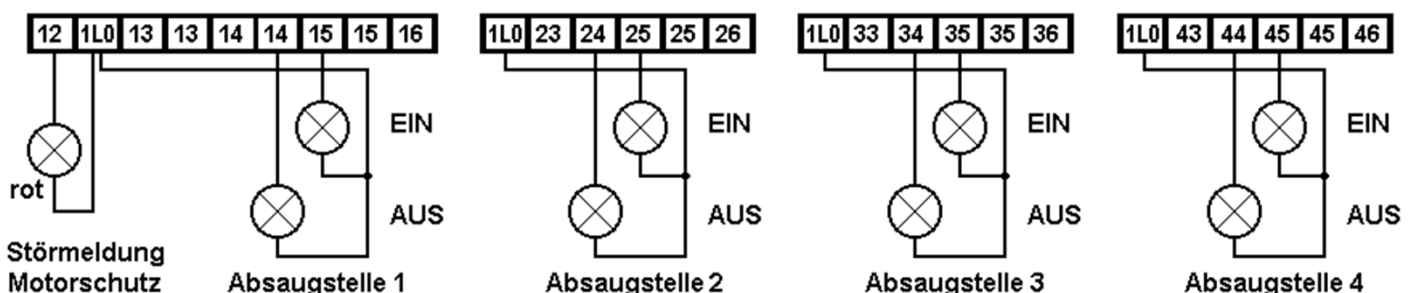 12 1L0 13 13 14 14 15 15 16
1L0 23 24 25 25 26
1L0 33 34 35 35 36
1L0 43 44 45 45 46
EIN EIN EIN EIN
rot
AUS AUS AUS AUS
Störmeldung
Motorschutz Absaugstelle 1 Absaugstelle 2 Absaugstelle 3 Absaugstelle 4